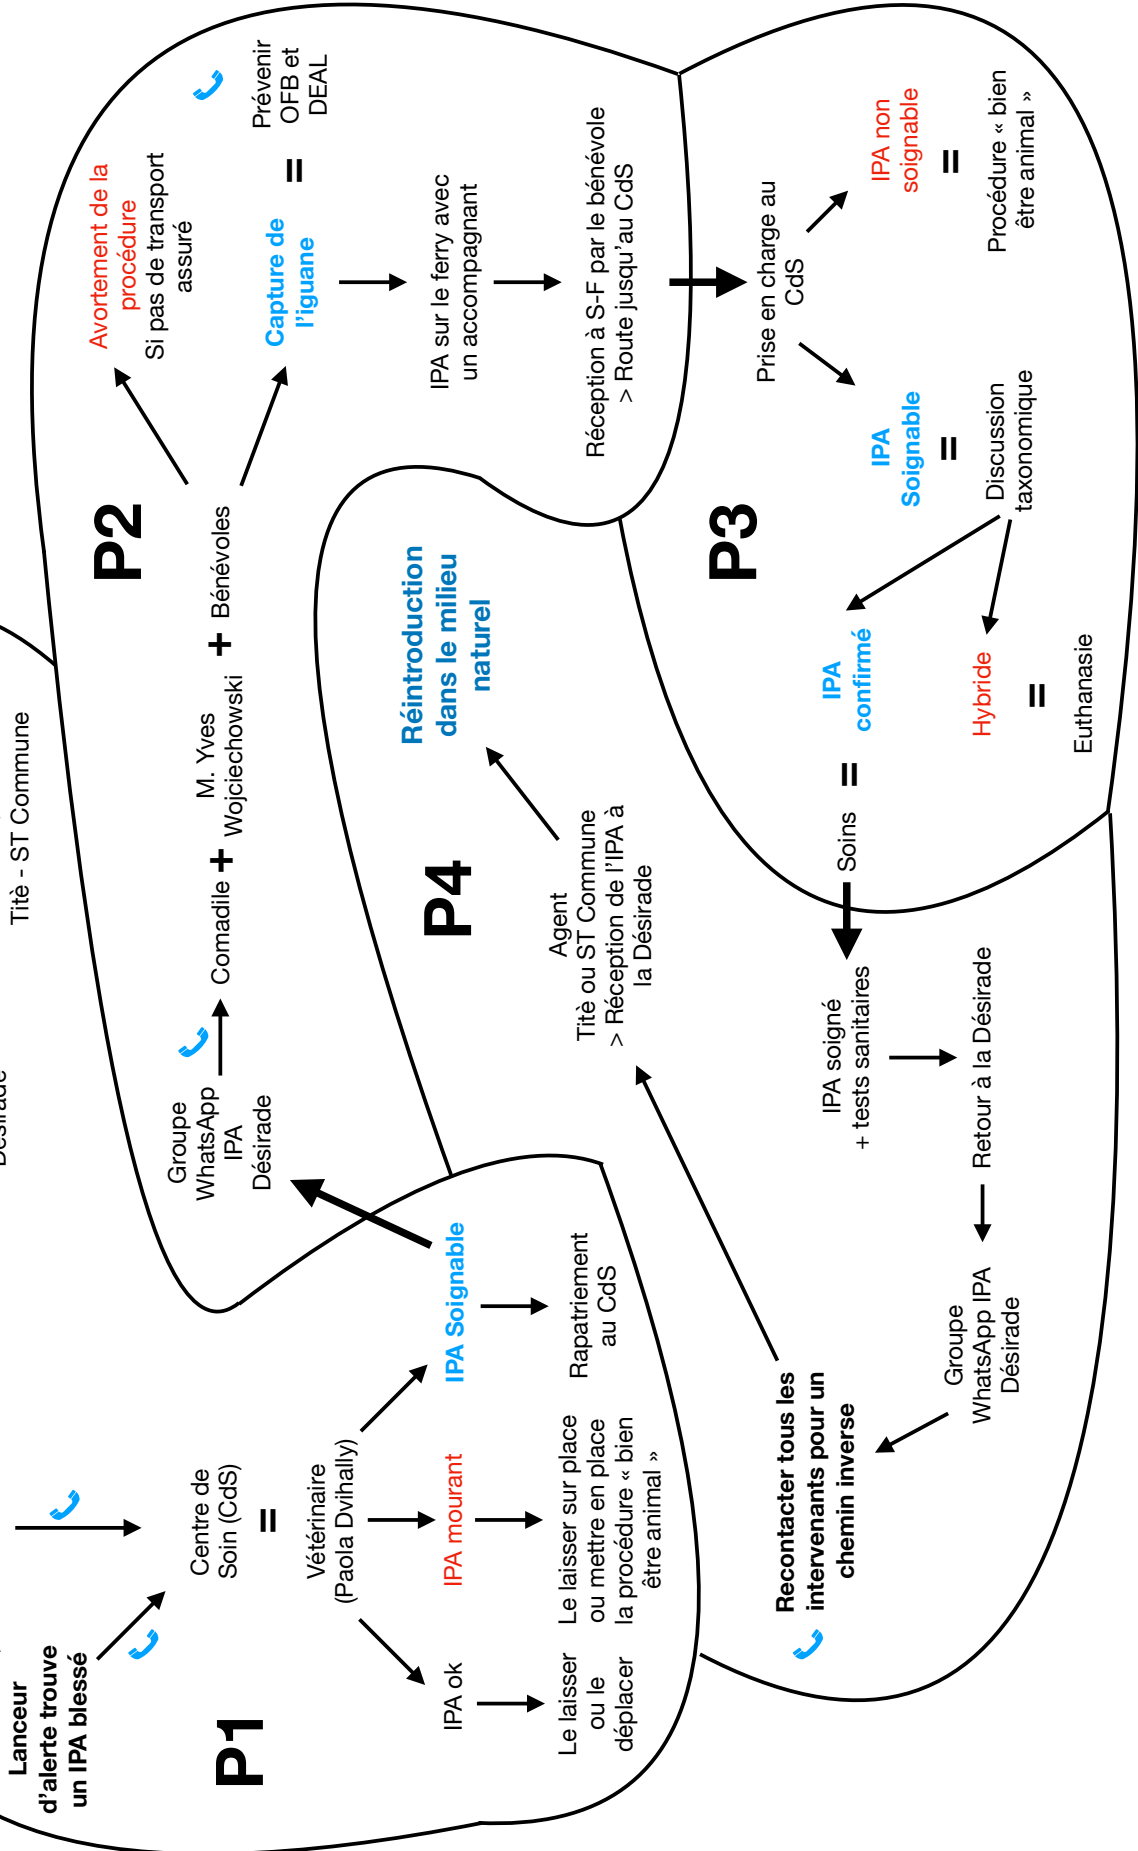 Désirade
Titè - ST Commune
Lanceur
d'alerte trouve
un IPA blessé
P1
Centre de
Soin (CdS)
=
Vétérinaire
(Paola Dvihally)
IPA ok
Le laisser
ou le
déplacer
IPA mourant
Le laisser sur place
ou mettre en place
la procédure « bien
être animal »
IPA Soignable
Rapatriement
au CdS
P2
Groupe
WhatsApp
IPA
Désirade
Comadile
+
M. Yves
Wojciechowski
+
Bénévoles
Avortement de la
procédure
Si pas de transport
assuré
Capture de
l'iguane
=
Prévenir
OFB et
DEAL
IPA sur le ferry avec
un accompagnant
Réception à S-F par le bénévole
> Route jusqu'au CdS
P3
Prise en charge au
CdS
IPA non
soignable
=
Procédure « bien
être animal »
IPA
Soignable
=
Discussion
taxonomique
IPA
confirmé
=
Soins
Hybride
=
Euthanasie
P4
IPA soigné
+ tests sanitaires
Retour à la Désirade
Groupe
WhatsApp IPA
Désirade
Recontacter tous les
intervenants pour un
chemin inverse
Agent
Titè ou ST Commune
> Réception de l'IPA à
la Désirade
Réintroduction
dans le milieu
naturel